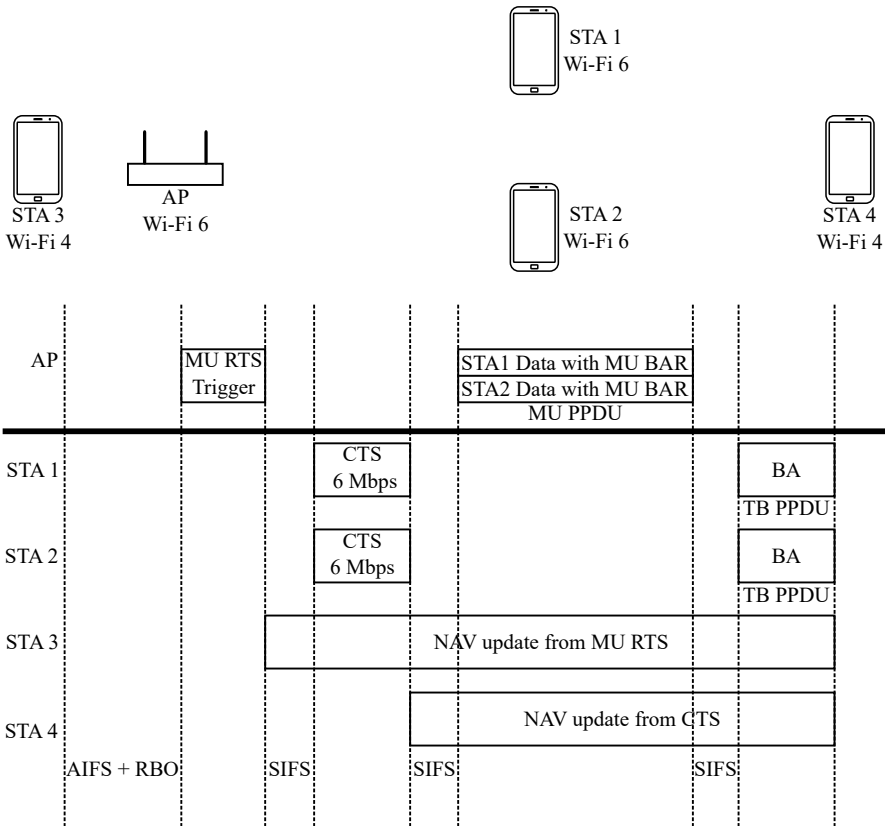 STA 1
Wi-Fi 6
STA 3
Wi-Fi 4
AP
Wi-Fi 6
STA 2
Wi-Fi 6
STA 4
Wi-Fi 4
AP
MU RTS
Trigger
STA1 Data with MU BAR
STA2 Data with MU BAR
MU PPDU
STA 1
CTS
6 Mbps
BA
TB PPDU
STA 2
CTS
6 Mbps
BA
TB PPDU
STA 3
NAV update from MU RTS
STA 4
NAV update from CTS
AIFS + RBO
SIFS
SIFS
SIFS